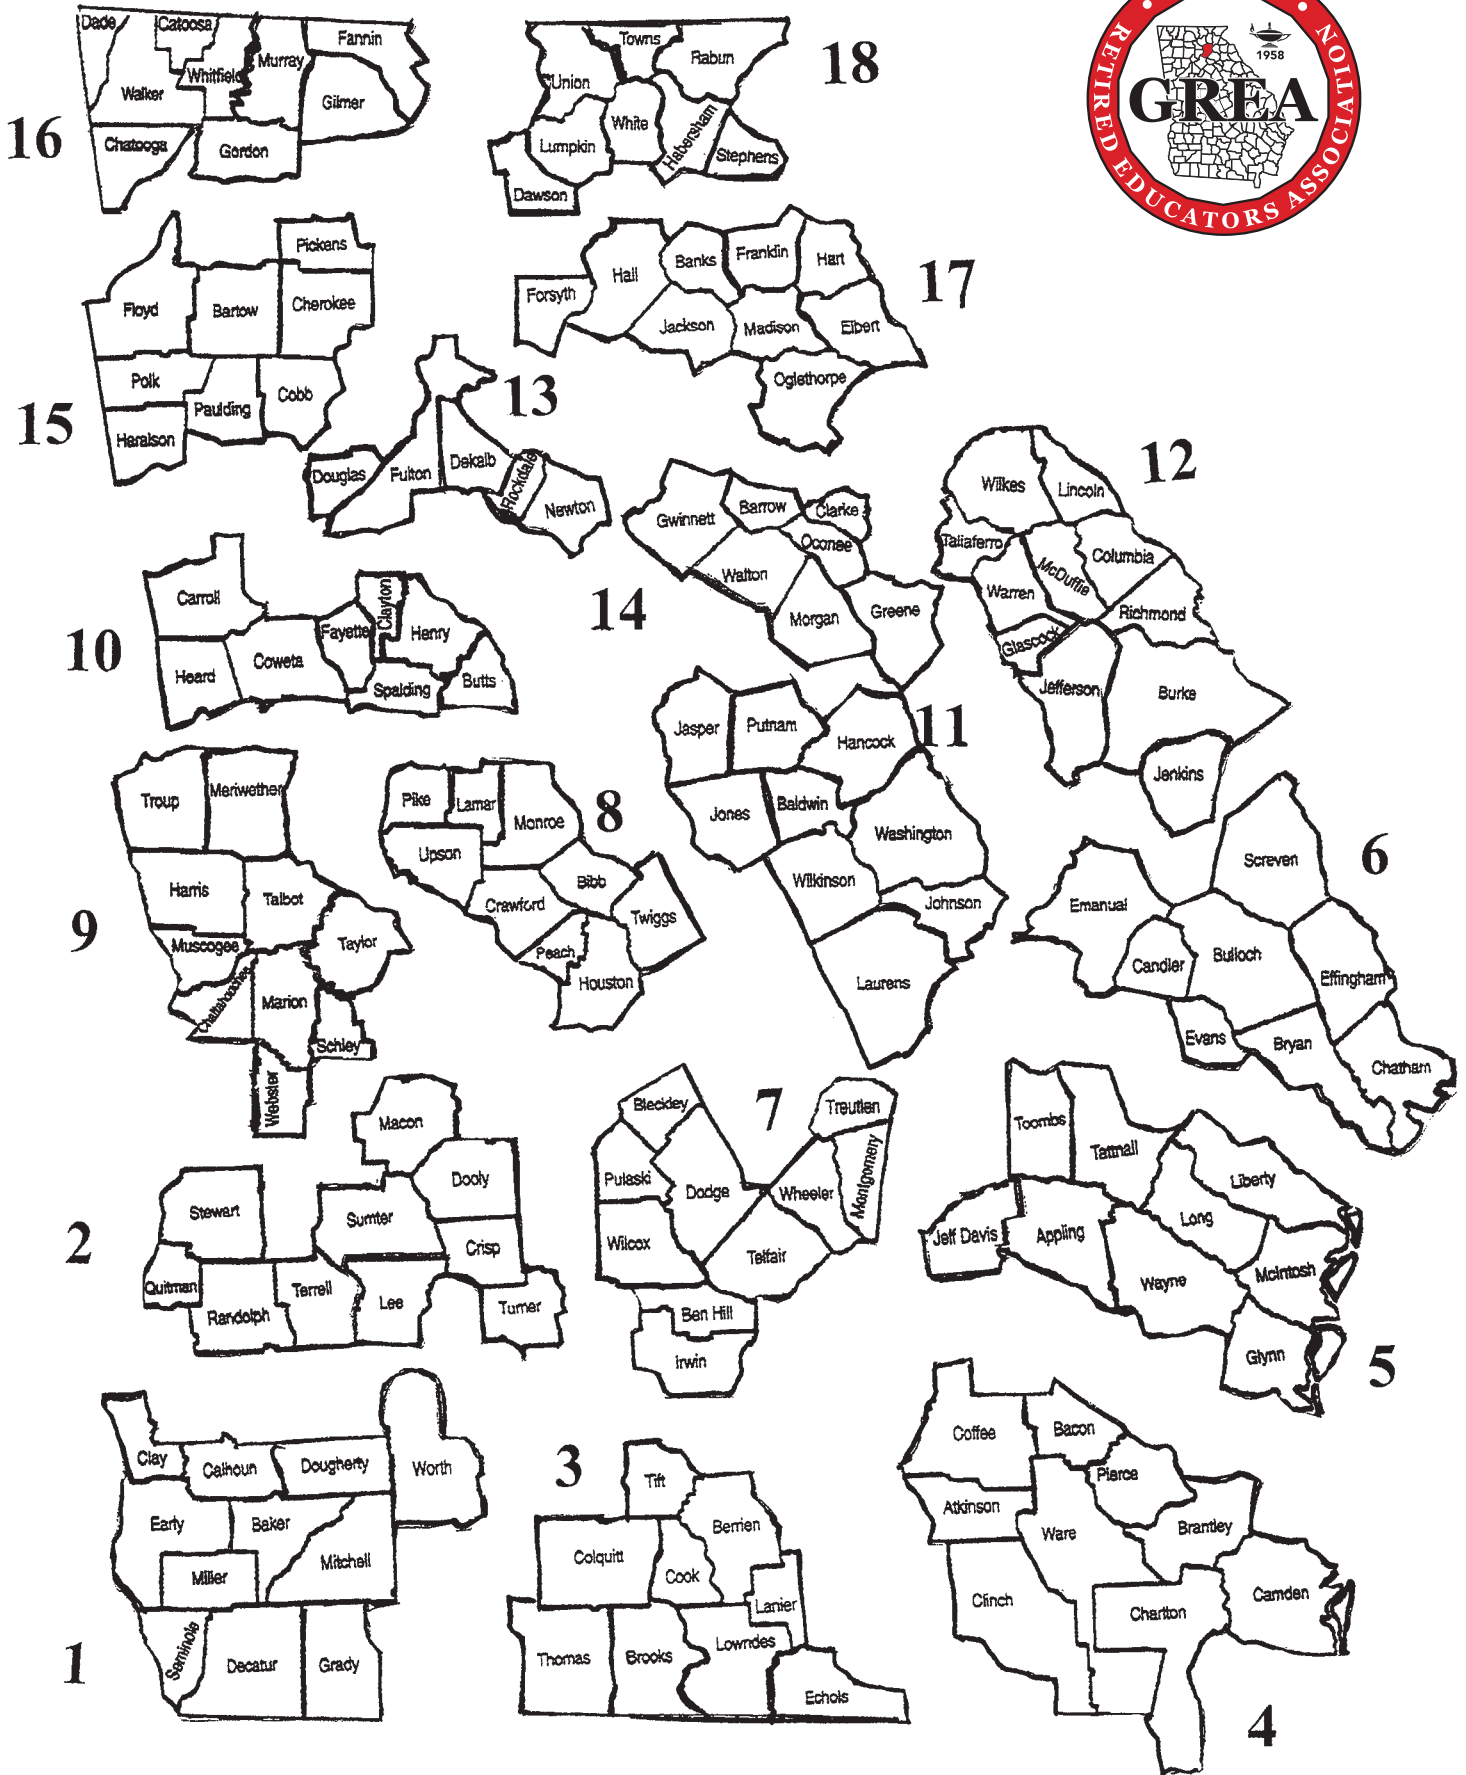 Dade
Catoosa
Whitfield
Murray
Fannin
Walker
Gilmer
Chatooga
Gordon
16
Towns
Rabun
Union
White
Lumpkin
Habersham
Stephens
Dawson
18
RETIRED EDUCATORS ASSOCIATION
1958
GREA
Pickens
Floyd
Bartow
Cherokee
Polk
Paulding
Cobb
Haralson
15
Hall
Banks
Franklin
Hart
Forsyth
Jackson
Madison
Elbert
Oglethorpe
17
13
Douglas
Fulton
Dekalb
Rockdale
Newton
12
Wilkes
Lincoln
Taliaferro
Columbia
McDuffie
Warren
Richmond
Glascock
Jefferson
Burke
Jenkins
Gwinnett
Barrow
Clarke
Oconee
Walton
Morgan
Greene
14
Carroll
Clayton
Fayette
Henry
Heard
Coweta
Spalding
Butts
10
Jasper
Putnam
Hancock
11
Jones
Baldwin
Washington
Wilkinson
Johnson
Laurens
Troup
Meriwether
Harris
Talbot
Muscogee
Taylor
Chattahoochee
Marion
Schley
Webster
9
Pike
Lamar
Monroe
8
Upson
Bibb
Crawford
Twiggs
Peach
Houston
6
Screven
Emanual
Bulloch
Candler
Effingham
Evans
Bryan
Chatham
Macon
Dooly
Stewart
Sumter
Crisp
Quitman
Terrell
Randolph
Lee
Turner
2
7
Bleckley
Treutlen
Pulaski
Dodge
Wheeler
Montgomery
Wilcox
Telfair
Ben Hill
Irwin
Toombs
Tattnall
Liberty
Jeff Davis
Appling
Long
Wayne
McIntosh
Glynn
5
Clay
Calhoun
Dougherty
Worth
Early
Baker
Mitchell
Miller
Seminole
Decatur
Grady
1
3
Tift
Berrien
Colquitt
Cook
Lanier
Thomas
Brooks
Lowndes
Echols
Coffee
Bacon
Pierce
Atkinson
Ware
Brantley
Clinch
Charlton
Camden
4